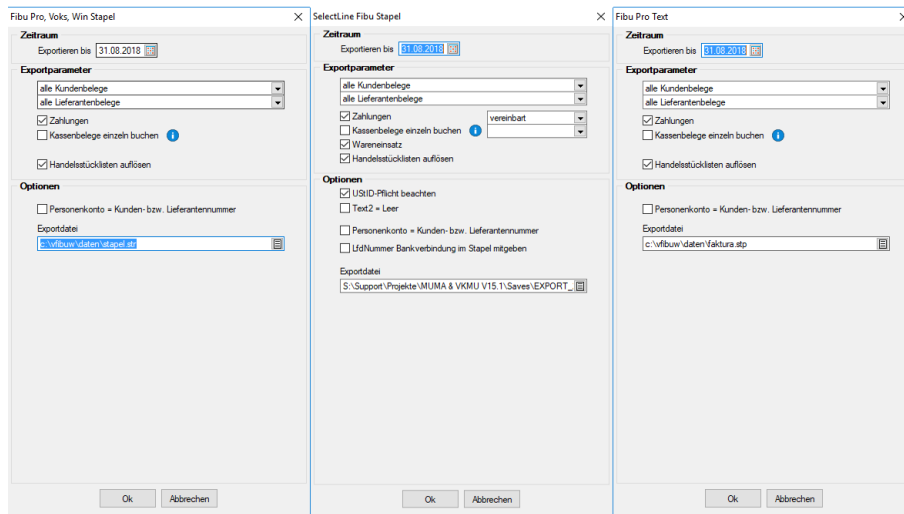 Fibu Pro, Voks, Win Stapel
Zeitraum
Exportieren bis 31.08.2018
Exportparameter
alle Kundenbelege
alle Lieferantenbelege
Zahlungen
Kassenbelege einzeln buchen
Handelsstücklisten auflösen
Optionen
Personenkonto = Kunden- bzw. Lieferantennummer
Exportdatei
c:\vfibuw\daten\stapel.str
Ok Abbrechen
SelectLine Fibu Stapel
Zeitraum
Exportieren bis 31.08.2018
Exportparameter
alle Kundenbelege
alle Lieferantenbelege
Zahlungen vereinbart
Kassenbelege einzeln buchen
Wareneinsatz
Handelsstücklisten auflösen
Optionen
UStID-Pflicht beachten
Text2 = Leer
Personenkonto = Kunden- bzw. Lieferantennummer
LfdNummer Bankverbindung im Stapel mitgeben
Exportdatei
S:\Support\Projekte\MUMA & VKMU V15.1\Saves\EXPORT_
Ok Abbrechen
Fibu Pro Text
Zeitraum
Exportieren bis 31.08.2018
Exportparameter
alle Kundenbelege
alle Lieferantenbelege
Zahlungen
Kassenbelege einzeln buchen
Handelsstücklisten auflösen
Optionen
Personenkonto = Kunden- bzw. Lieferantennummer
Exportdatei
c:\vfibuw\daten\faktura.stp
Ok Abbrechen